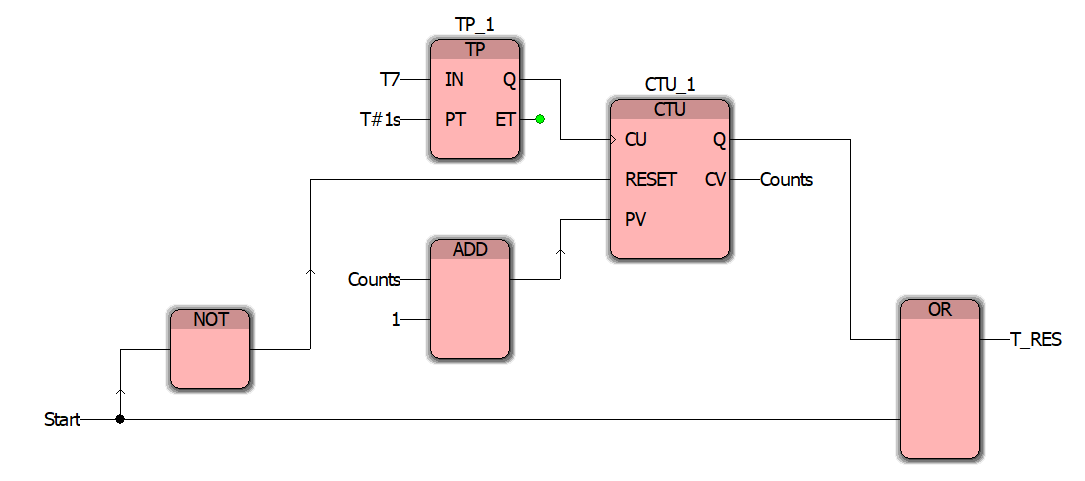 TP_1
TP
T7 IN Q
T#1s PT ET
CTU_1
CTU
CU Q
RESET CV Counts
PV
ADD
Counts
1
NOT
OR
T_RES
Start